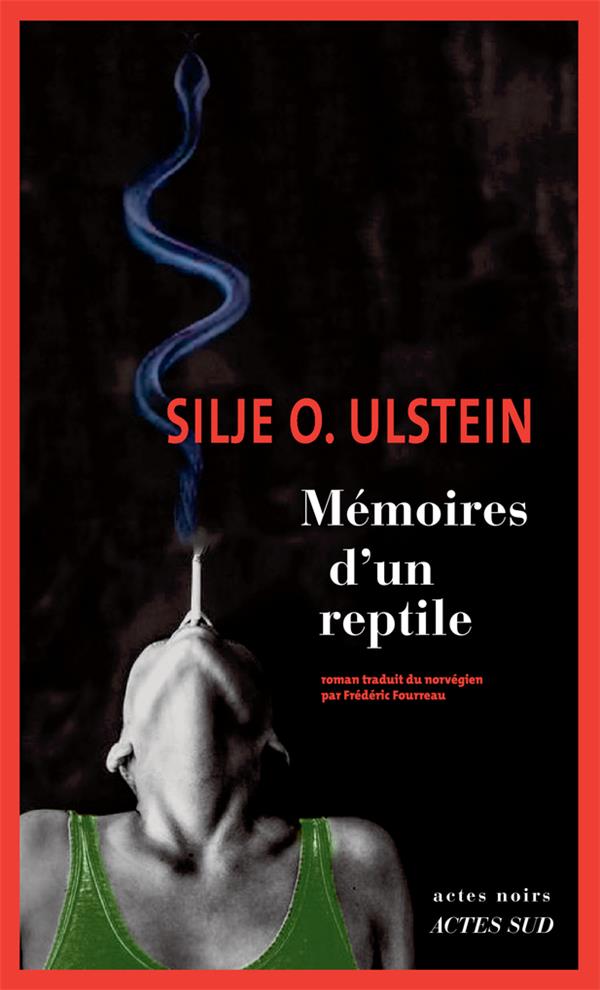 SILJE O. ULSTEIN
Mémoires
d’un
reptile
roman traduit du norvégien
par Frédéric Fourreau
actes noirs
ACTES SUD